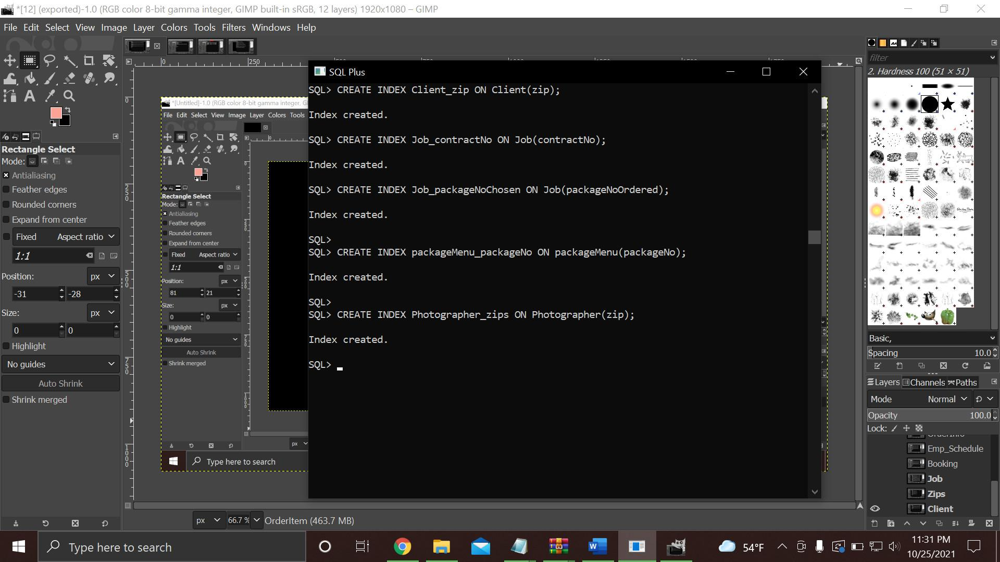 *[12] (exported)-1.0 (RGB color 8-bit gamma integer, GIMP built-in sRGB, 12 layers) 1920x1080 – GIMP
File Edit Select View Image Layer Colors Tools Filters Windows Help
0 250
SQL Plus
SQL> CREATE INDEX Client_zip ON Client(zip);
Index created.
SQL> CREATE INDEX Job_contractNo ON Job(contractNo);
Index created.
SQL> CREATE INDEX Job_packageNoChosen ON Job(packageNoOrdered);
Index created.
SQL>
SQL> CREATE INDEX packageMenu_packageNo ON packageMenu(packageNo);
Index created.
SQL>
SQL> CREATE INDEX Photographer_zips ON Photographer(zip);
Index created.
SQL>
Rectangle Select
Mode:
Antialiasing
Feather edges
Rounded corners
Expand from center
Fixed Aspect ratio
1:1
Position: px
-31 -28
Size: px
0 0
Highlight
No guides
Auto Shrink
Shrink merged
*[Untitled]-1.0 (RGB color 8-bit gamma integer, GI
File Edit Select View Image Layer Colors Tools
Rectangle Select
Mode:
Antialiasing
Feather edges
Rounded corners
Expand from center
Fixed Aspect ratio
1:1
Position: px
81 21
Size: px
0 0
Highlight
No guides
Auto Shrink
Shrink merged
px
Type here to search
px 66.7 % OrderItem (463.7 MB)
filter
2. Hardness 100 (51 × 51)
Basic,
Spacing 10.0
Layers Channels Paths
Mode Normal
Opacity 100.0
Lock:
Emp_Schedule
Booking
Job
Zips
Client
Type here to search
54°F
11:31 PM
10/25/2021